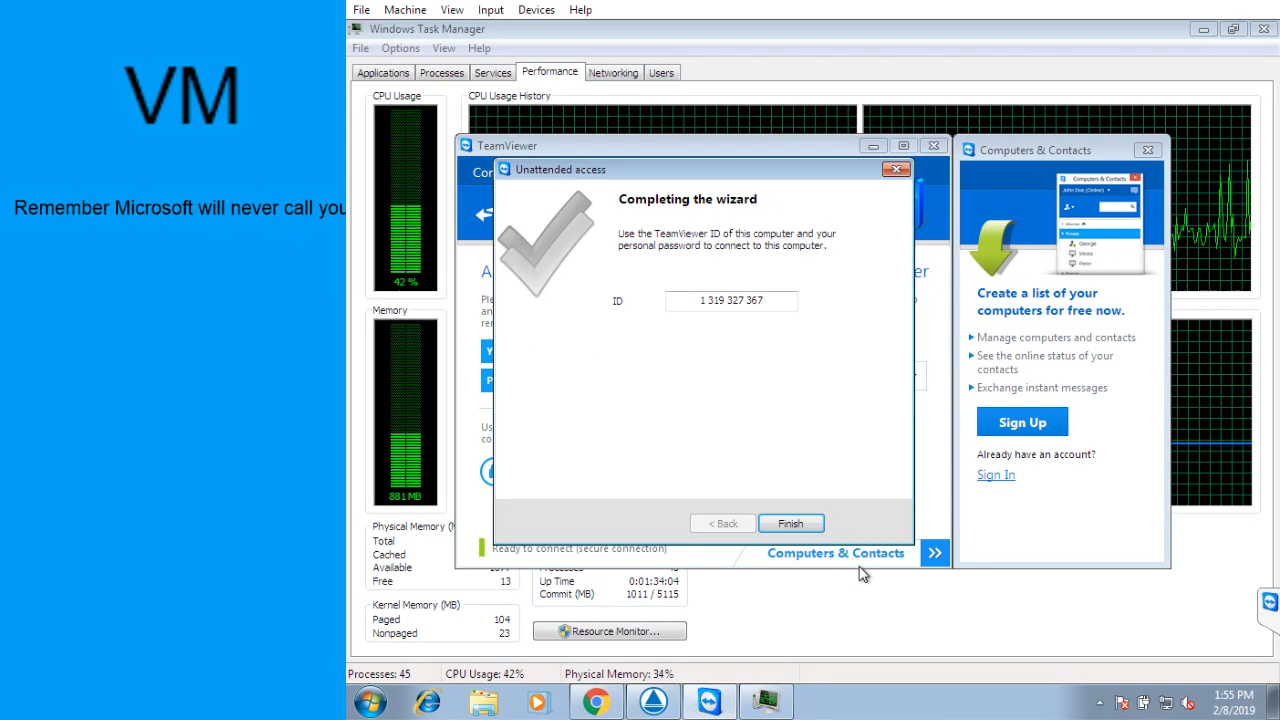 VM
Remember Microsoft will never call you
File Machine View Input Devices Help
Windows Task Manager
File Options View Help
Applications Processes Services Performance Networking Users
CPU Usage
CPU Usage History
42 %
Memory
881 MB
Physical Memory (M
Total
Cached
Available
Free 13
Kernel Memory (MB)
Paged 104
Nonpaged 23
Up Time 0:01:34:04
Commit (MB) 1011 / 5115
Resource Monitor...
Processes: 45 CPU Usage: 42% Physical Memory: 34%
TeamViewer
Unattended access
Completing the wizard
Use the TeamViewer ID of this computer and your
personal password to connect to this computer.
ID 1 319 327 367
< Back Finish
Ready to connect (secure connection)
Computers & Contacts
Computers & Contacts
John Doe (Online)
George
Media
Peter
Create a list of your
computers for free now.
Manage computers and contacts
See the online status of your
contacts
Exchange instant messages
Sign Up
Already have an account?
Sign In
1:55 PM
2/8/2019